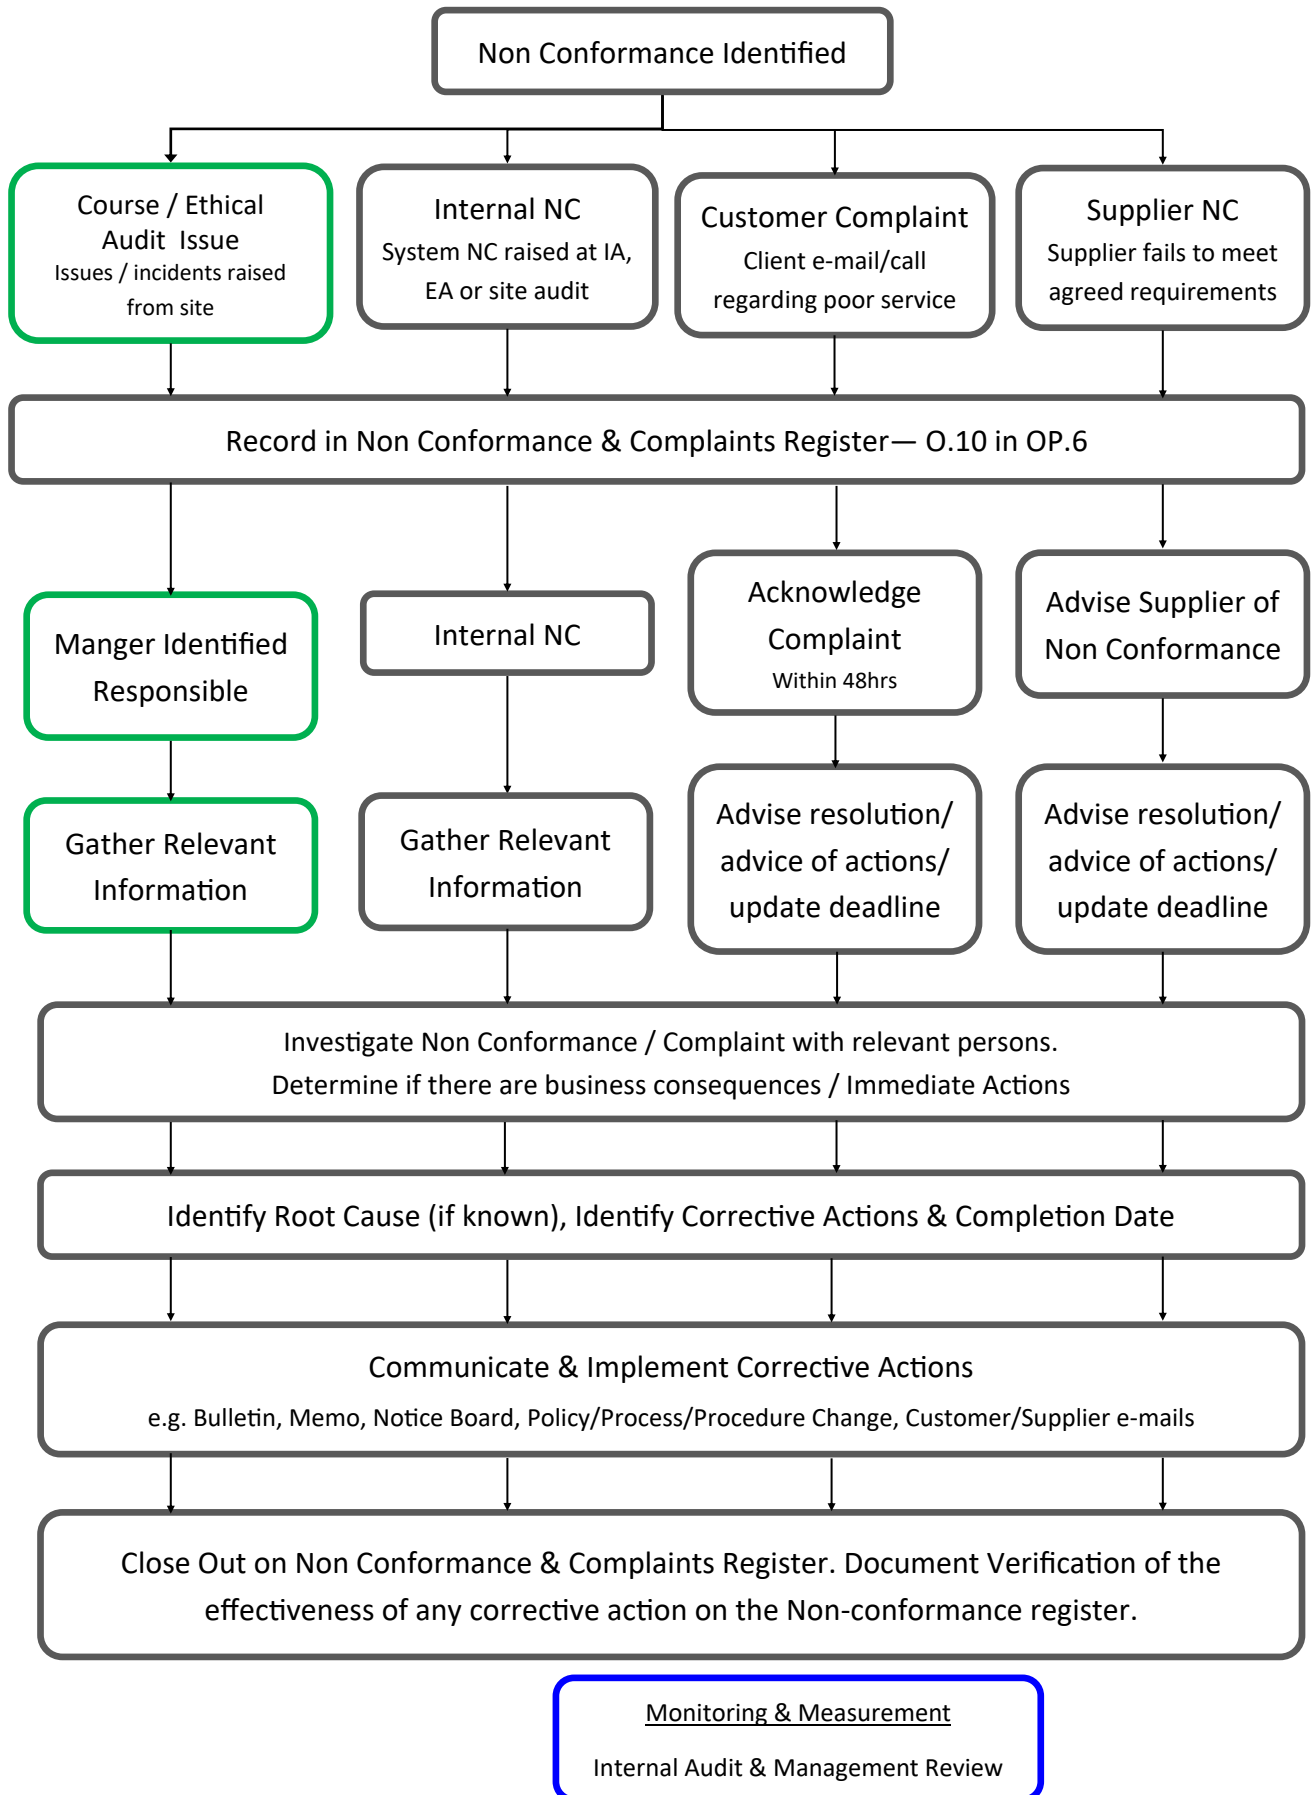 Non Conformance Identified
Course / Ethical
Audit  Issue
Issues / incidents raised
from site
Internal NC
System NC raised at IA,
EA or site audit
Customer Complaint
Client e-mail/call
regarding poor service
Supplier NC
Supplier fails to meet
agreed requirements
Record in Non Conformance & Complaints Register— O.10 in OP.6
Manger Identified
Responsible
Internal NC
Acknowledge
Complaint
Within 48hrs
Advise Supplier of
Non Conformance
Gather Relevant
Information
Gather Relevant
Information
Advise resolution/
advice of actions/
update deadline
Advise resolution/
advice of actions/
update deadline
Investigate Non Conformance / Complaint with relevant persons.
Determine if there are business consequences / Immediate Actions
Identify Root Cause (if known), Identify Corrective Actions & Completion Date
Communicate & Implement Corrective Actions
e.g. Bulletin, Memo, Notice Board, Policy/Process/Procedure Change, Customer/Supplier e-mails
Close Out on Non Conformance & Complaints Register. Document Verification of the
effectiveness of any corrective action on the Non-conformance register.
Monitoring & Measurement
Internal Audit & Management Review